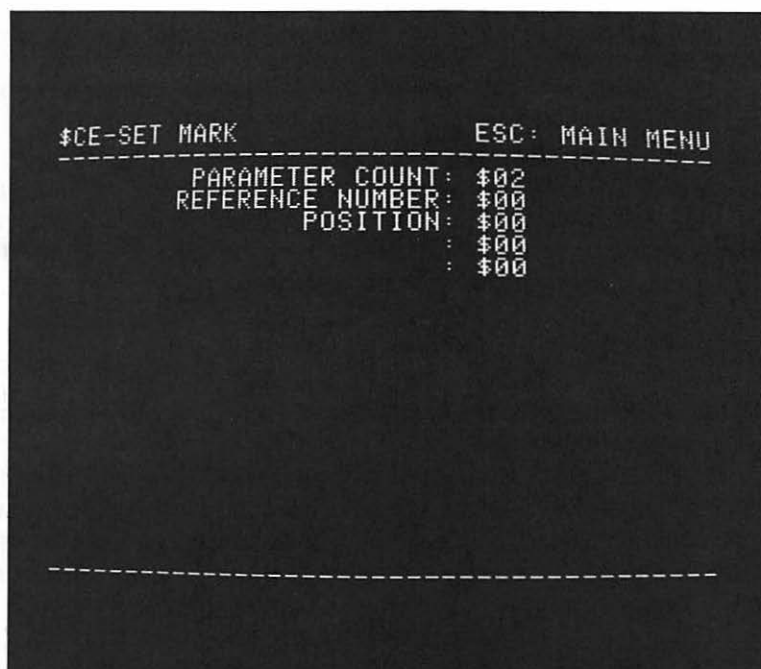 $CE-SET MARK ESC: MAIN MENU
----------------------------------------
PARAMETER COUNT: $02
REFERENCE NUMBER: $00
POSITION: $00
: $00
: $00
----------------------------------------